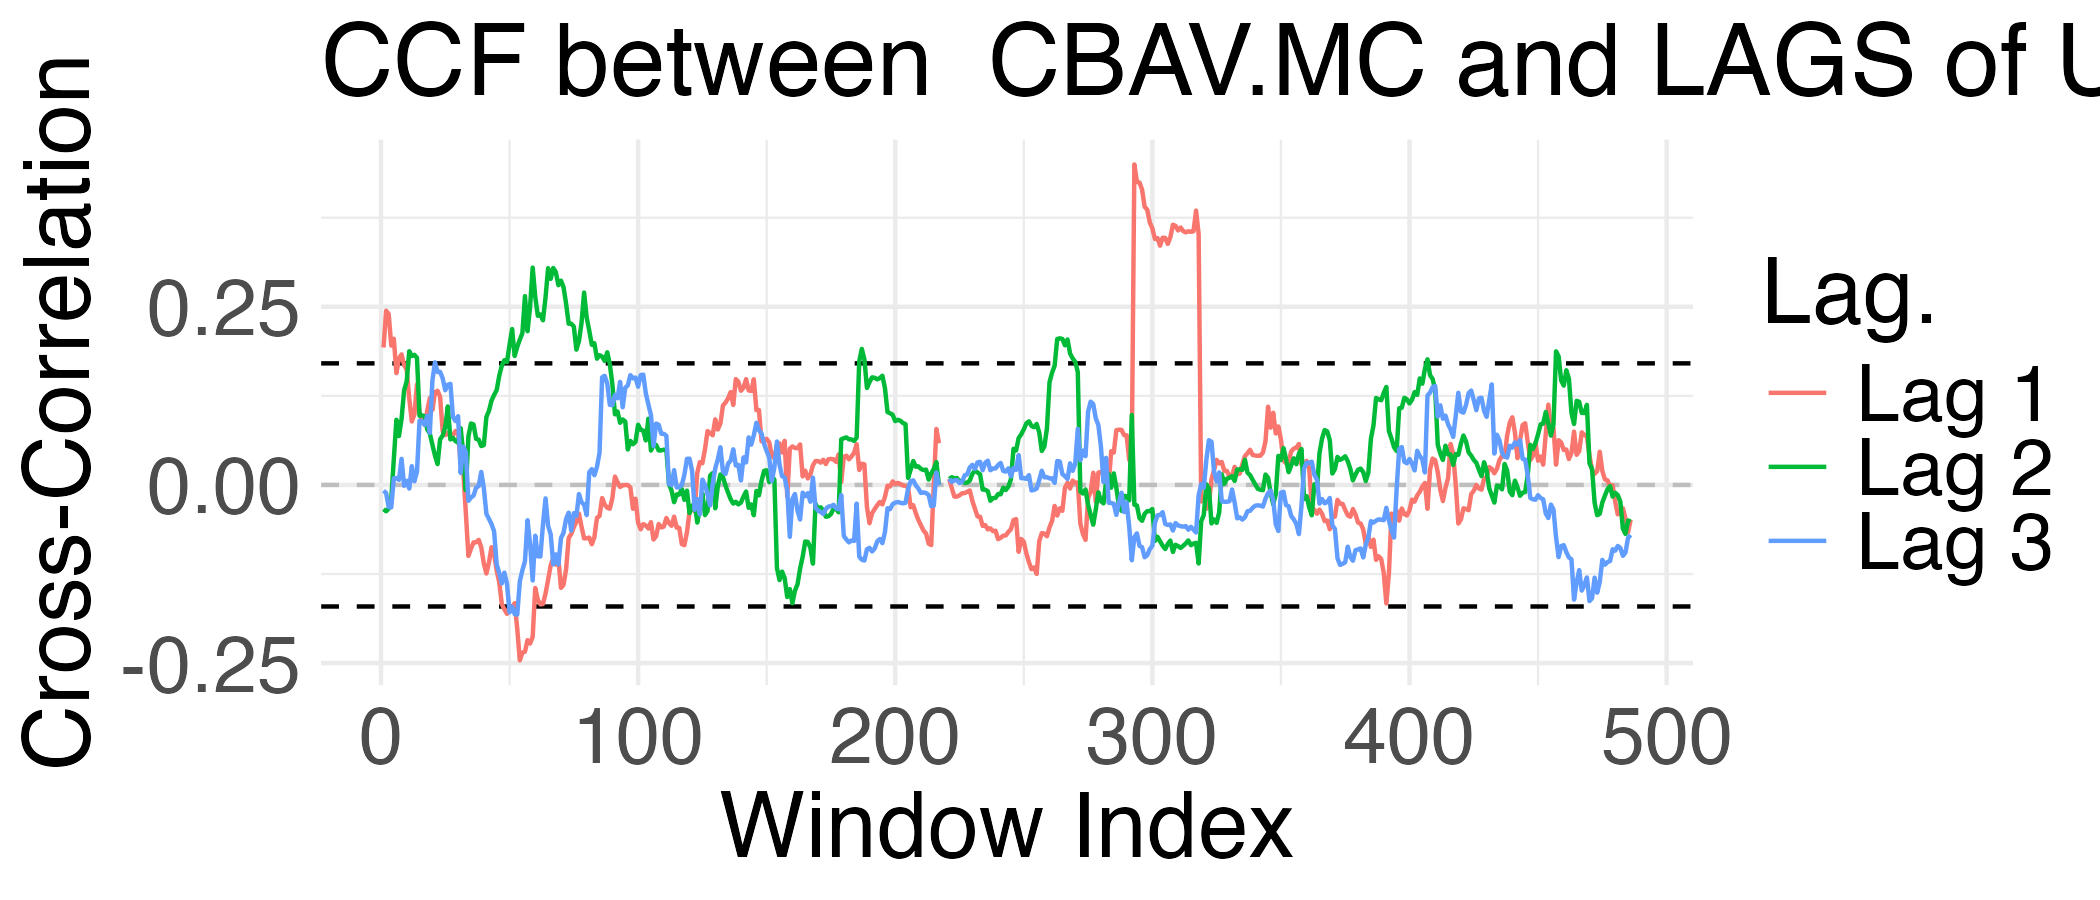 CCF between CBAV.MC and LAGS of
Cross-Correlation
0.25
0.00
-0.25
0 100 200 300 400 500
Window Index
Lag.
Lag 1
Lag 2
Lag 3